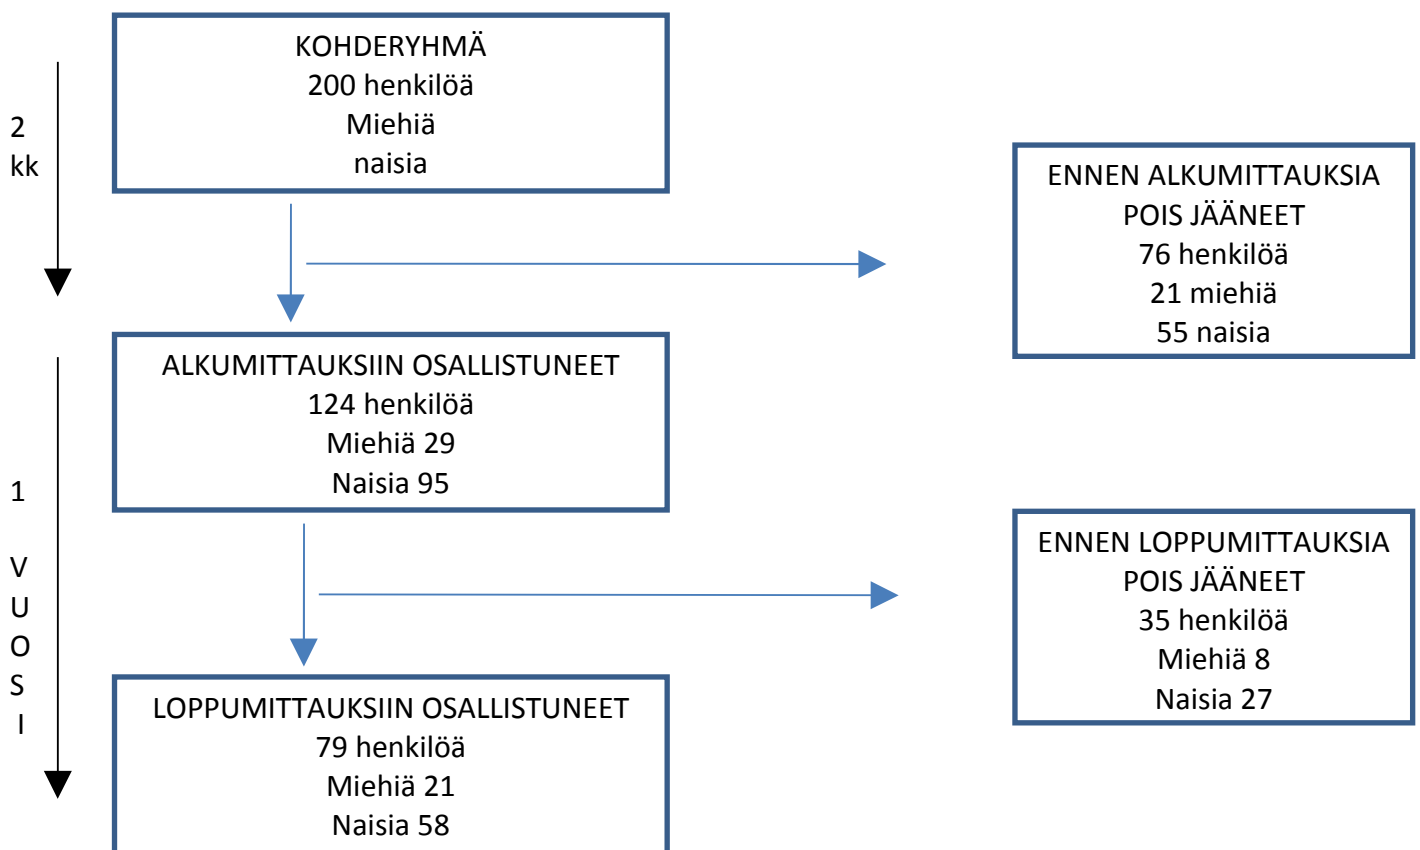 2
kk
KOHDERYHMÄ
200 henkilöä
Miehiä
naisia
ENNEN ALKUMITTAUKSIA
POIS JÄÄNEET
76 henkilöä
21 miehiä
55 naisia
1
V
U
O
S
I
ALKUMITTAUKSIIN OSALLISTUNEET
124 henkilöä
Miehiä 29
Naisia 95
ENNEN LOPPUMITTAUKSIA
POIS JÄÄNEET
35 henkilöä
Miehiä 8
Naisia 27
LOPPUMITTAUKSIIN OSALLISTUNEET
79 henkilöä
Miehiä 21
Naisia 58